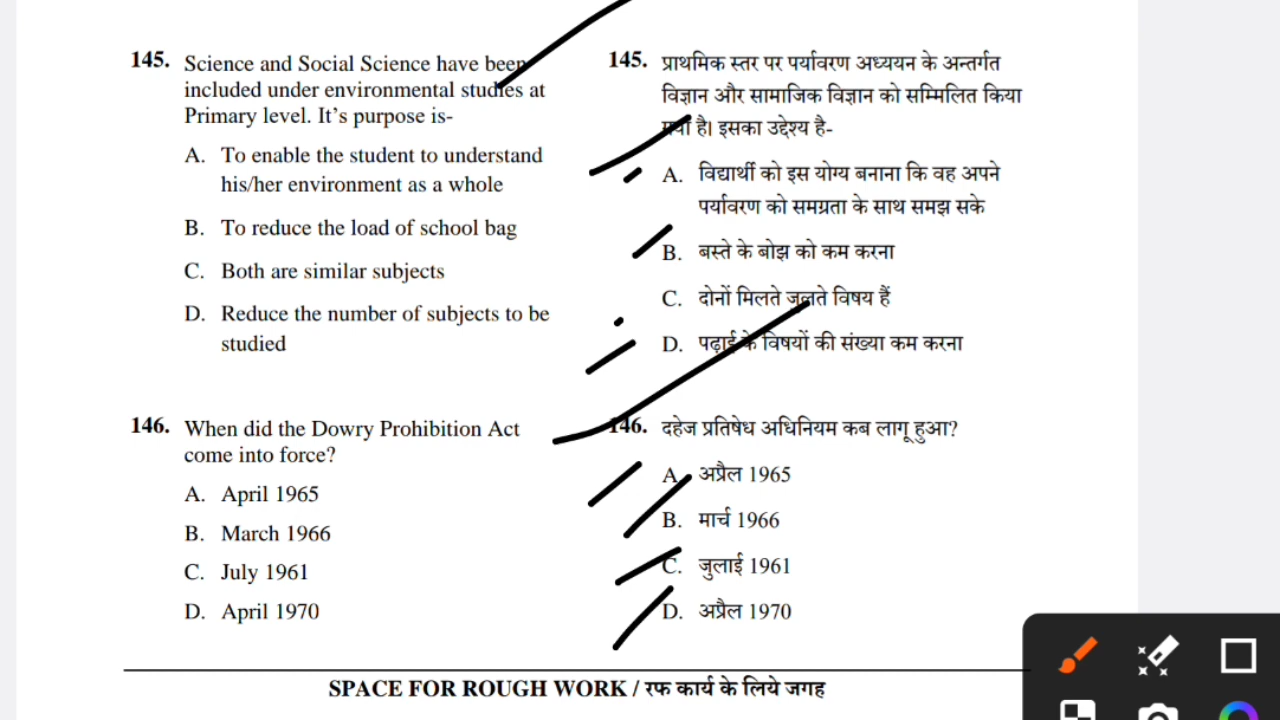 145. Science and Social Science have been
included under environmental studies at
Primary level. It's purpose is-
A. To enable the student to understand
his/her environment as a whole
B. To reduce the load of school bag
C. Both are similar subjects
D. Reduce the number of subjects to be
studied
146. When did the Dowry Prohibition Act
come into force?
A. April 1965
B. March 1966
C. July 1961
D. April 1970
145. प्राथमिक स्तर पर पर्यावरण अध्ययन के अन्तर्गत
विज्ञान और सामाजिक विज्ञान को सम्मिलित किया
गया है। इसका उद्देश्य है-
A. विद्यार्थी को इस योग्य बनाना कि वह अपने
पर्यावरण को समग्रता के साथ समझ सके
B. बस्ते के बोझ को कम करना
C. दोनों मिलते जुलते विषय हैं
D. पढ़ाई के विषयों की संख्या कम करना
146. दहेज प्रतिषेध अधिनियम कब लागू हुआ?
A. अप्रैल 1965
B. मार्च 1966
C. जुलाई 1961
D. अप्रैल 1970
SPACE FOR ROUGH WORK / रफ कार्य के लिये जगह